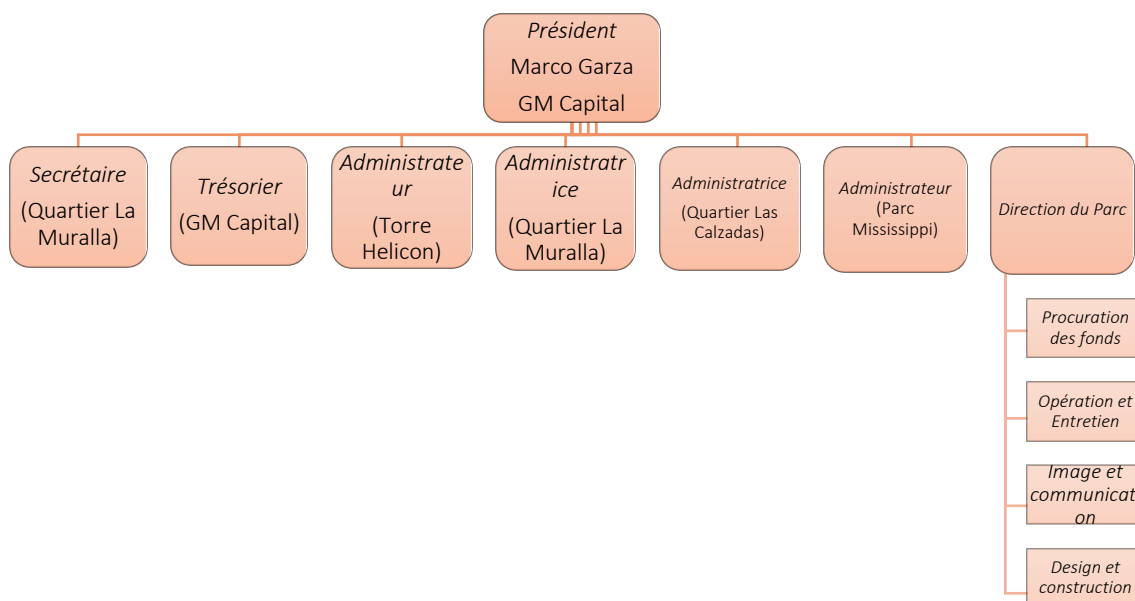 Président
Marco Garza
GM Capital
Secrétaire
(Quartier La
Muralla)
Trésorier
(GM Capital)
Administrate
ur
(Torre
Helicon)
Administratr
ice
(Quartier La
Muralla)
Administratrice
(Quartier Las
Calzadas)
Administrateur
(Parc
Mississippi)
Direction du Parc
Procuration
des fonds
Opération et
Entretien
Image et
communicati
on
Design et
construction